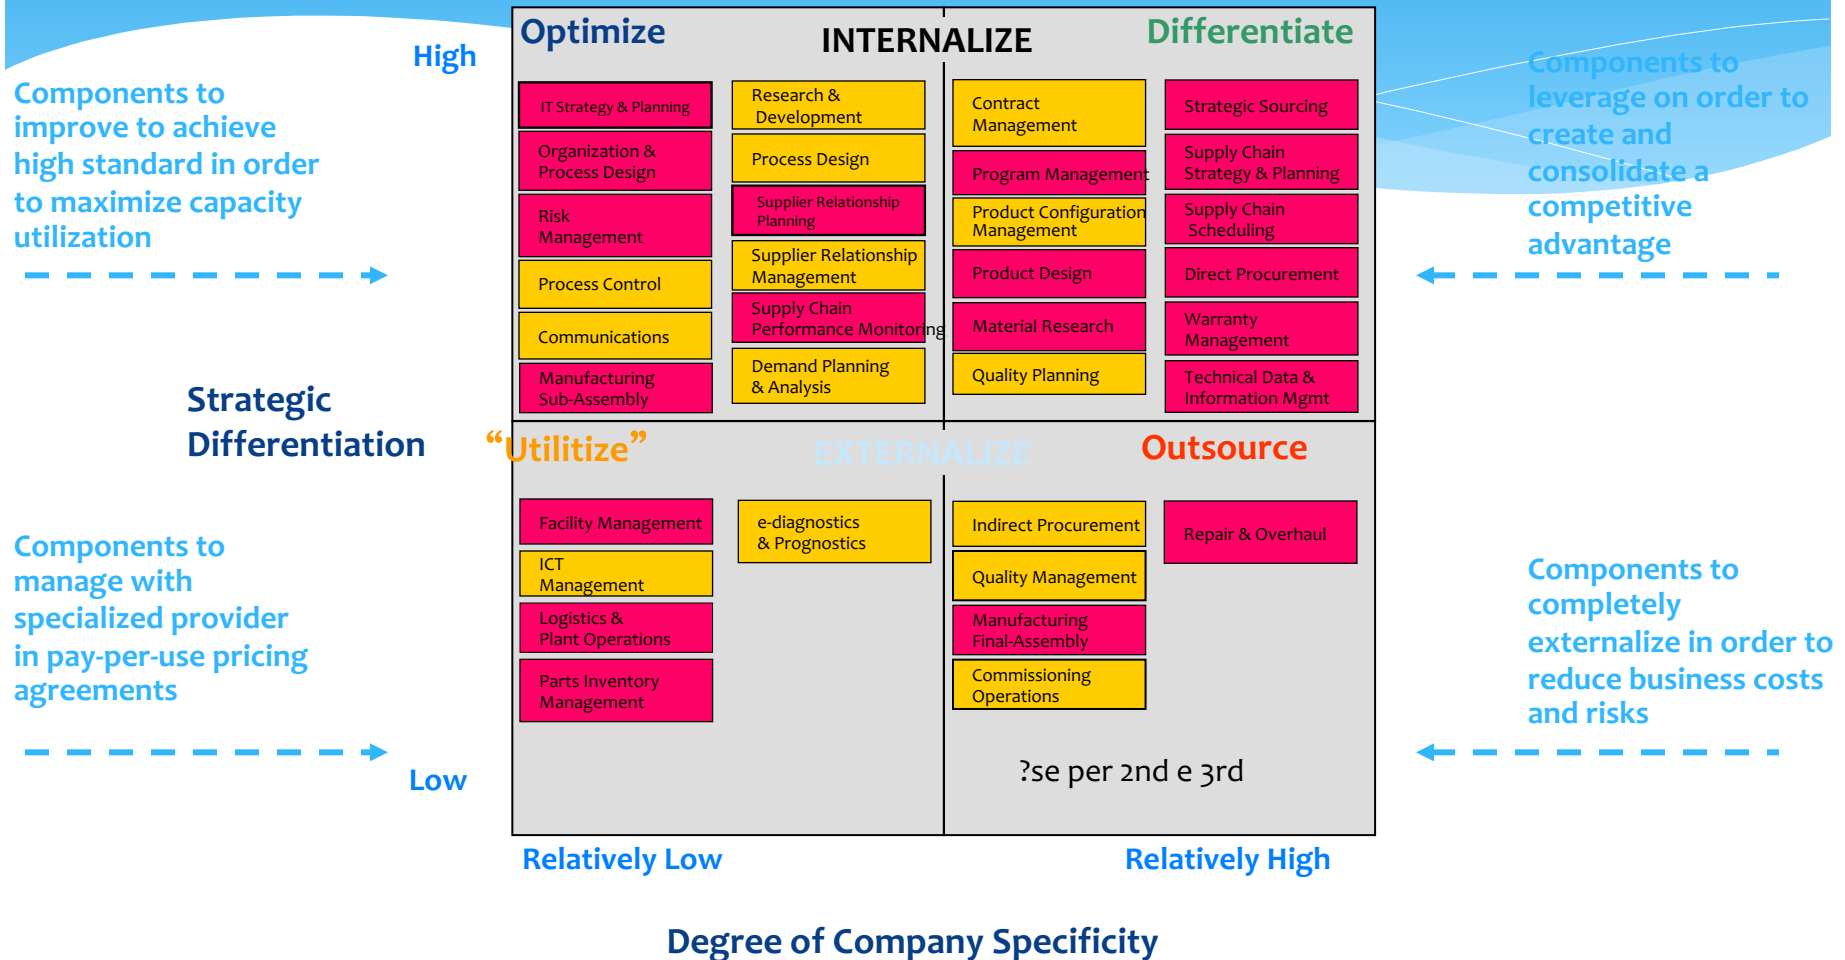 Optimize
INTERNALIZE
Differentiate
High
Components to
improve to achieve
high standard in order
to maximize capacity
utilization
IT Strategy & Planning
Organization &
Process Design
Risk
Management
Process Control
Communications
Manufacturing
Sub-Assembly
Research &
Development
Process Design
Supplier Relationship
Planning
Supplier Relationship
Management
Supply Chain
Performance Monitoring
Demand Planning
& Analysis
Contract
Management
Program Management
Product Configuration
Management
Product Design
Material Research
Quality Planning
Strategic Sourcing
Supply Chain
Strategy & Planning
Supply Chain
Scheduling
Direct Procurement
Warranty
Management
Technical Data &
Information Mgmt
Components to
leverage on order to
create and
consolidate a
competitive
advantage
Strategic
Differentiation
“Utilitize”
EXTERNALIZE
Outsource
Components to
manage with
specialized provider
in pay-per-use pricing
agreements
Facility Management
ICT
Management
Logistics &
Plant Operations
Parts Inventory
Management
e-diagnostics
& Prognostics
Indirect Procurement
Quality Management
Manufacturing
Final-Assembly
Commissioning
Operations
Repair & Overhaul
Components to
completely
externalize in order to
reduce business costs
and risks
?se per 2nd e 3rd
Low
Relatively Low
Relatively High
Degree of Company Specificity